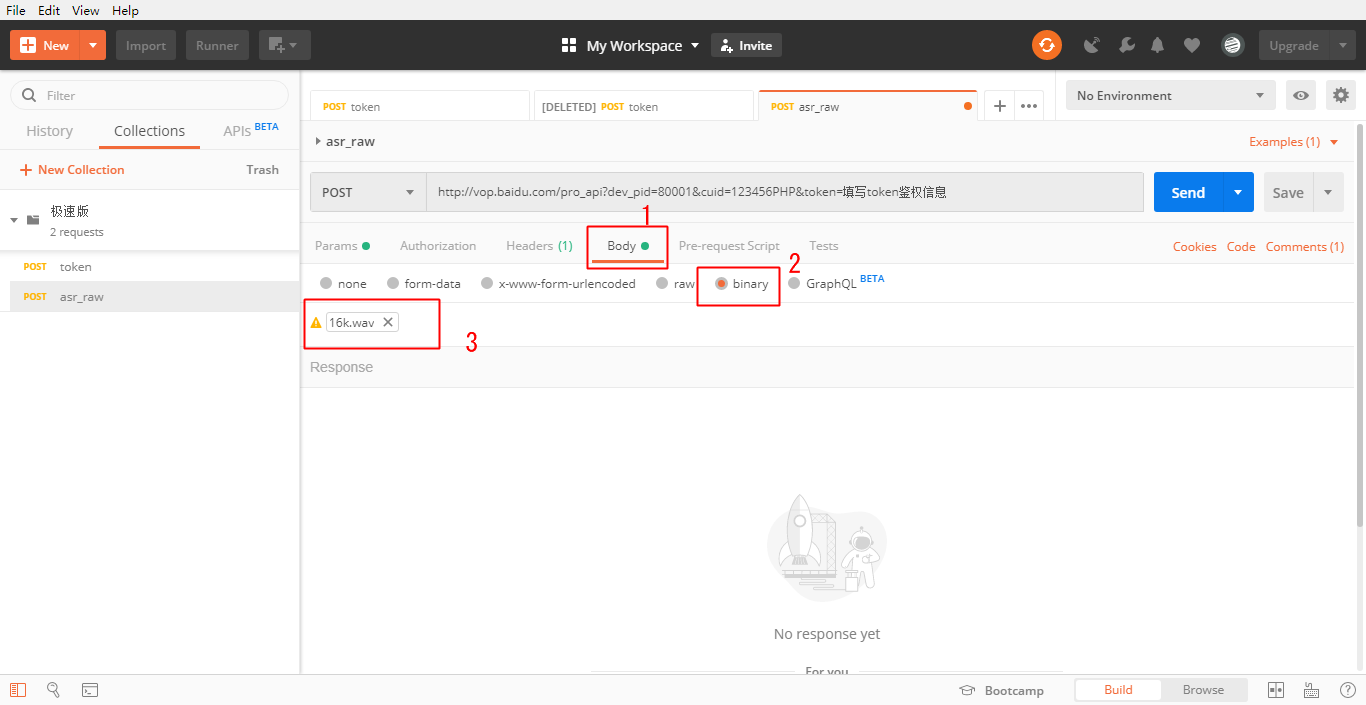 File Edit View Help
New Import Runner My Workspace Invite Upgrade
Filter
History Collections APIs BETA
New Collection Trash
极速版
2 requests
POST token
POST asr_raw
POST token [DELETED] POST token POST asr_raw No Environment
asr_raw Examples (1)
POST http://vop.baidu.com/pro_api?dev_pid=80001&cuid=123456PHP&token=填写token鉴权信息 Send Save
1
Params Authorization Headers (1) Body Pre-request Script Tests Cookies Code Comments (1)
2
none form-data x-www-form-urlencoded raw binary GraphQL BETA
16k.wav
3
Response
No response yet
For you
Bootcamp Build Browse